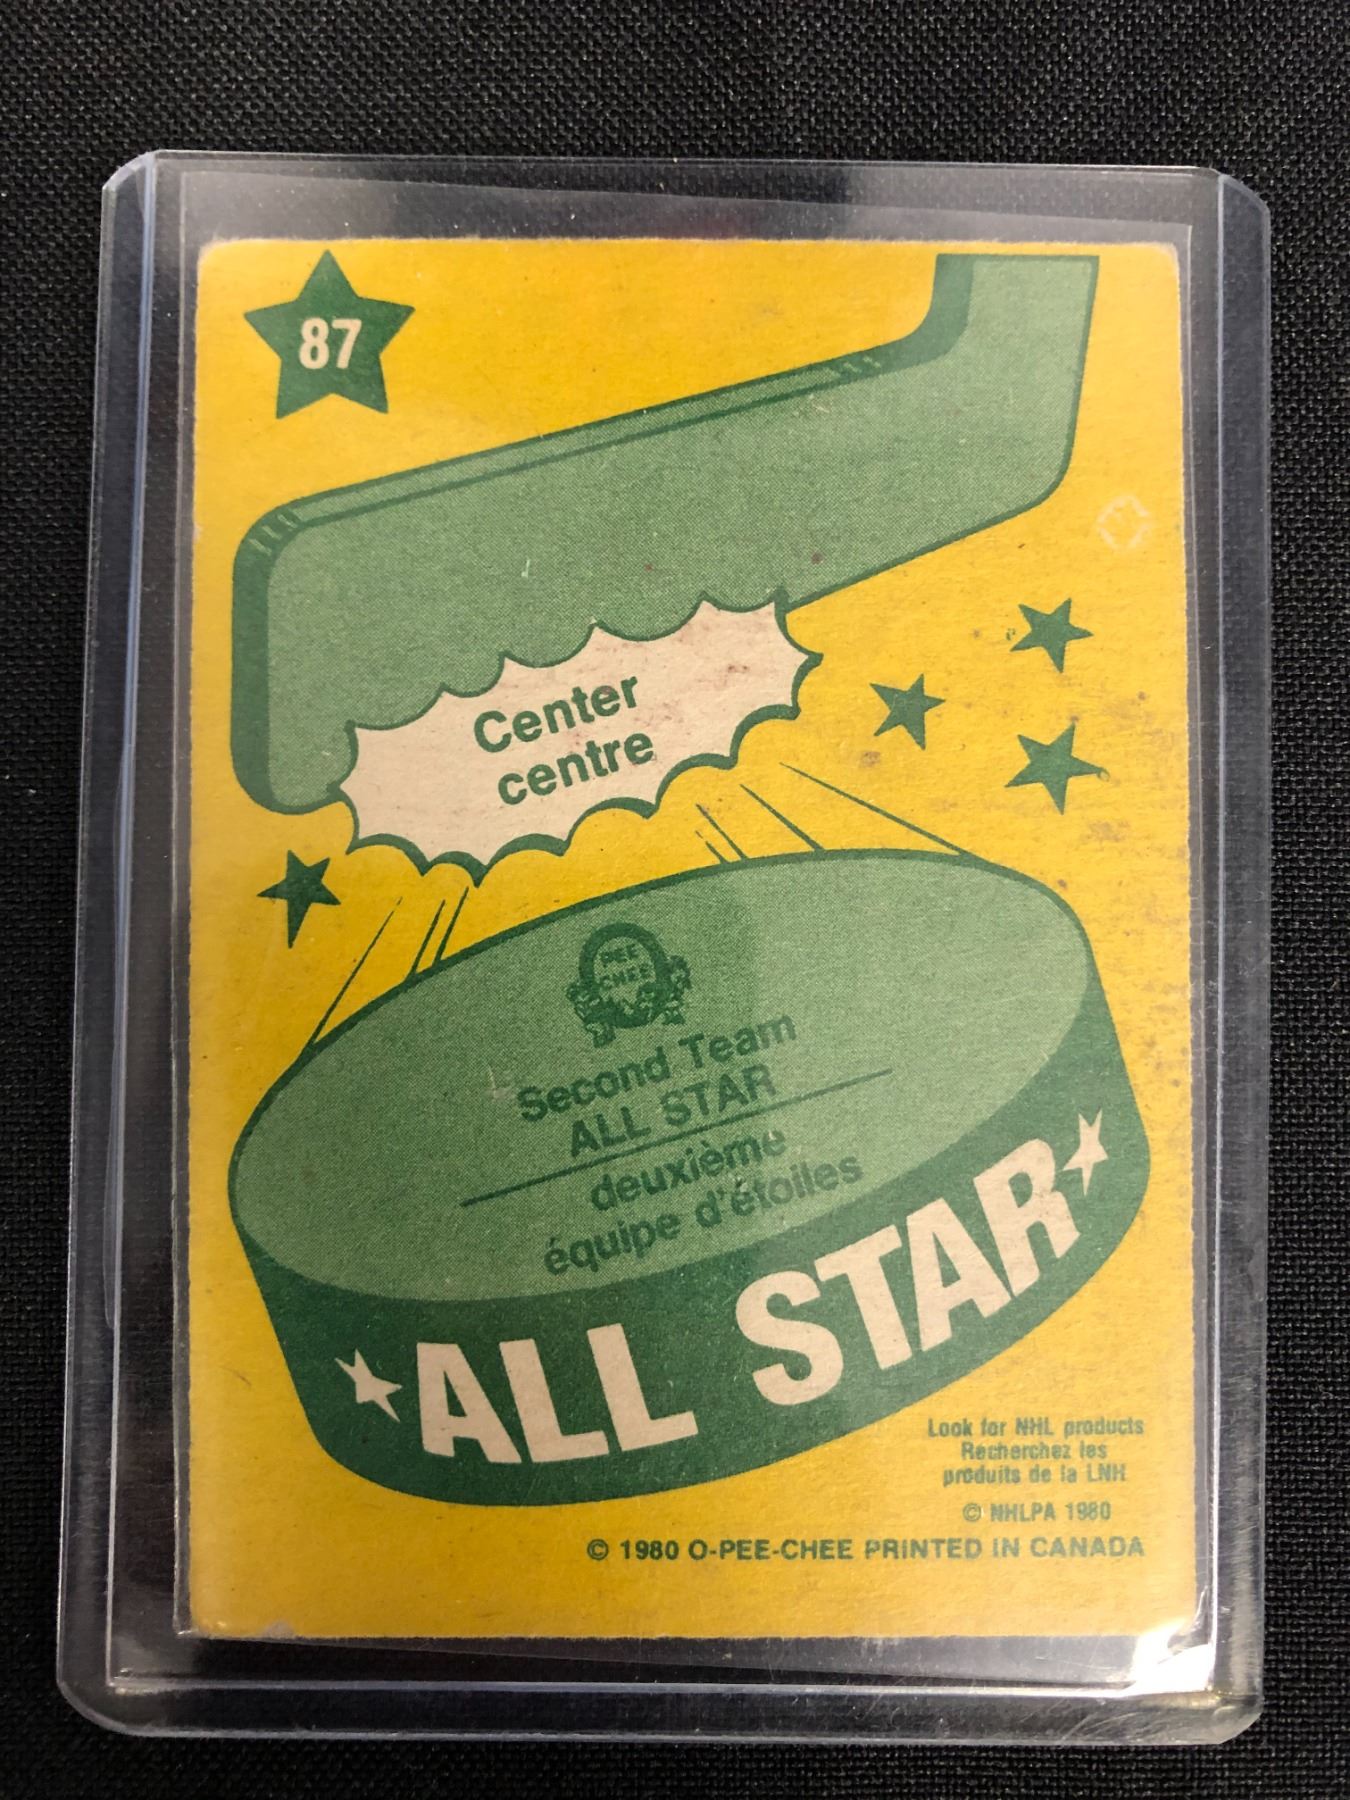 87
Center
centre
PEE
CHEE
Second Team
ALL STAR
deuxième
équipe d'étoiles
ALL STAR
Look for NHL products
Recherchez les
produits de la LNH
© NHLPA 1980
© 1980 O-PEE-CHEE PRINTED IN CANADA